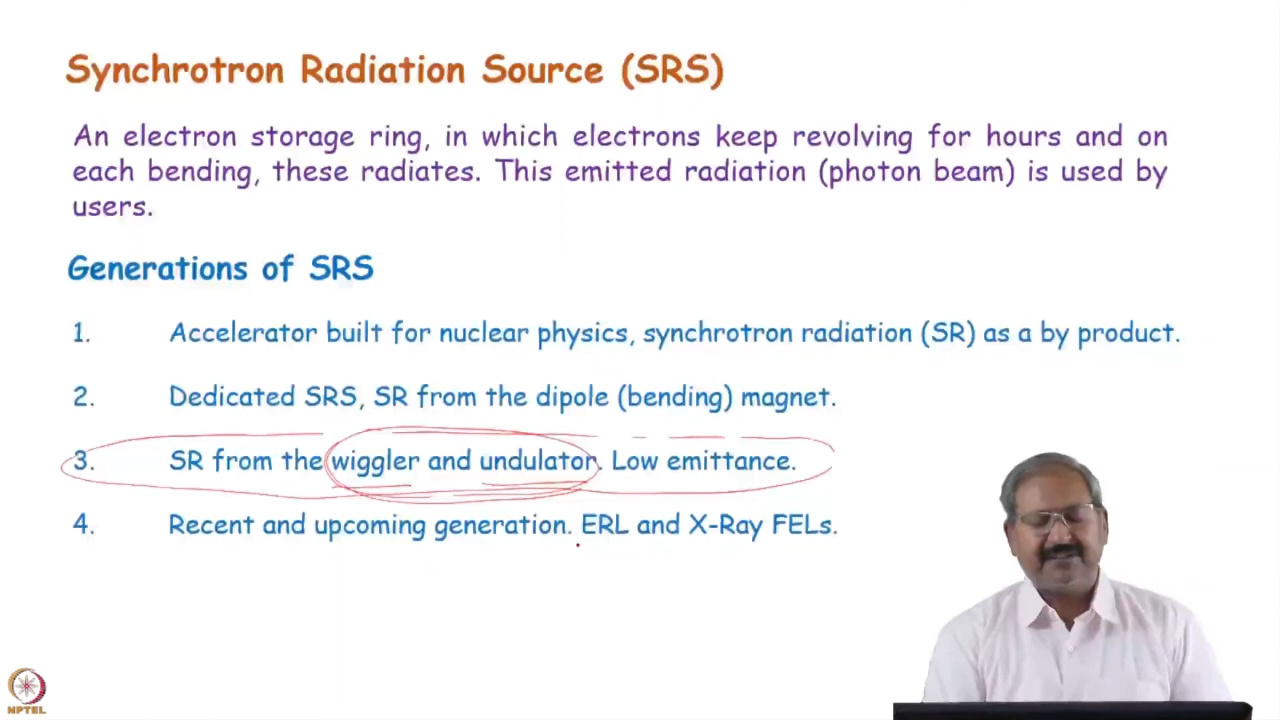 Synchrotron Radiation Source (SRS)
An electron storage ring, in which electrons keep revolving for hours and on
each bending, these radiates. This emitted radiation (photon beam) is used by
users.
Generations of SRS
1. Accelerator built for nuclear physics, synchrotron radiation (SR) as a by product.
2. Dedicated SRS, SR from the dipole (bending) magnet.
3. SR from the wiggler and undulator. Low emittance.
4. Recent and upcoming generation. ERL and X-Ray FELs.
NPTEL